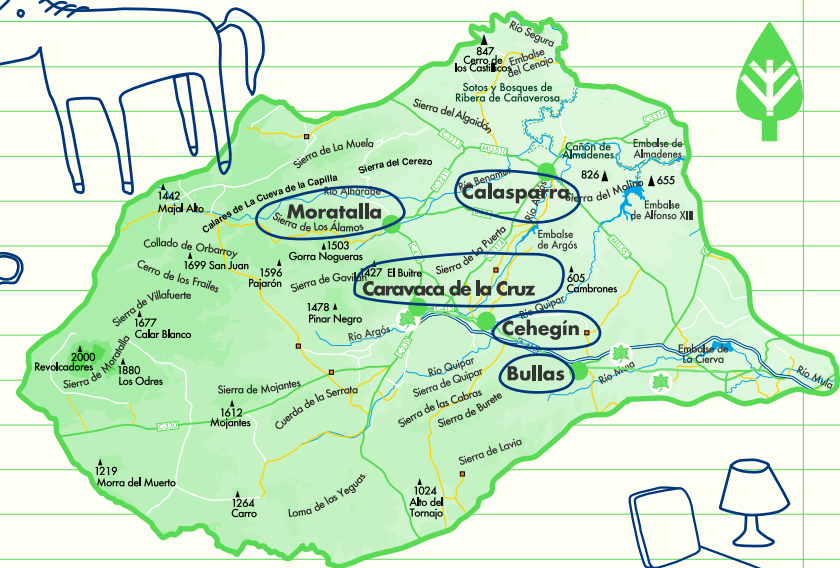 Río Segura
847
Cerro de
los Castillicos
Embalse
del Cenajo
Sotos y Bosques de
Ribera de Cañaverosa
Sierra del Algaidón
Sierra de La Muela
Sierra del Cerezo
Cañón de
Almadenes
Embalse de
Almadenes
826
655
Sierra del Molino
Río Benamor
Calasparra
Río Argos
Embalse
de Alfonso XIII
1442
Majal Alto
Calares de La Cueva de la Capilla
Río Alharabe
Moratalla
Sierra de Los Álamos
Embalse
de Argós
Collado de Orbarroy
1503
Gorra Nogueras
Sierra de La Puerta
1699 San Juan
Cerro de los Frailes
1596
Pajarón
Sierra de Gavilán
1427 El Buitre
605
Cambrones
Caravaca de la Cruz
Sierra de Villafuerte
1478
Pinar Negro
Río Quipar
1677
Calar Blanco
Río Argós
Cehegín
2000
Revolcadores
Sierra de Moratalla
1880
Los Odres
Embalse de
La Cierva
Río Quipar
Bullas
Río Mula
Río Mula
Sierra de Mojantes
Sierra de Quipar
Sierra de las Cabras
Sierra de Burete
1612
Mojantes
Cuerda de la Serrata
Sierra de Lavia
1219
Morra del Muerto
1264
Carro
Loma de las Yeguas
1024
Alto del
Tornajo